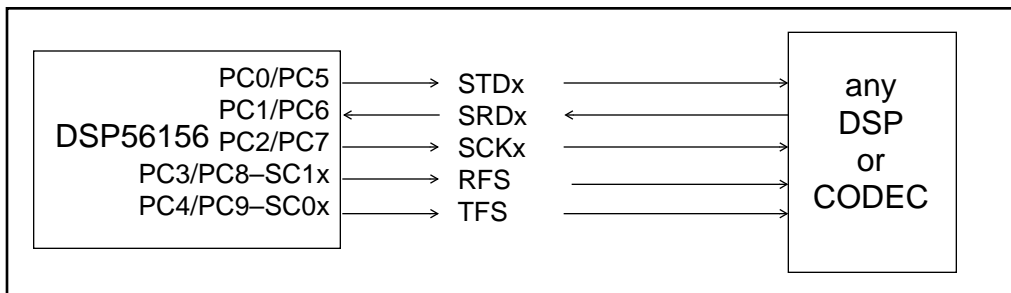 PC0/PC5
PC1/PC6
DSP56156 PC2/PC7
PC3/PC8–SC1x
PC4/PC9–SC0x
STDx
SRDx
SCKx
RFS
TFS
any
DSP
or
CODEC